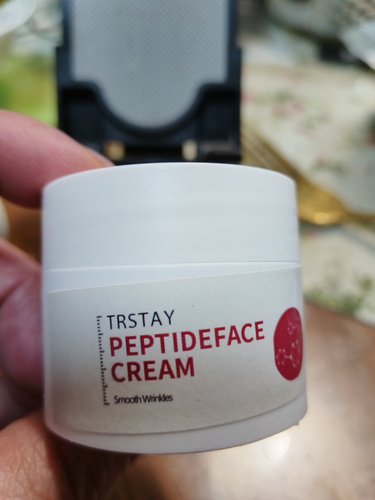 TRSTAY
PEPTIDEFACE
CREAM
Smooth Wrinkles